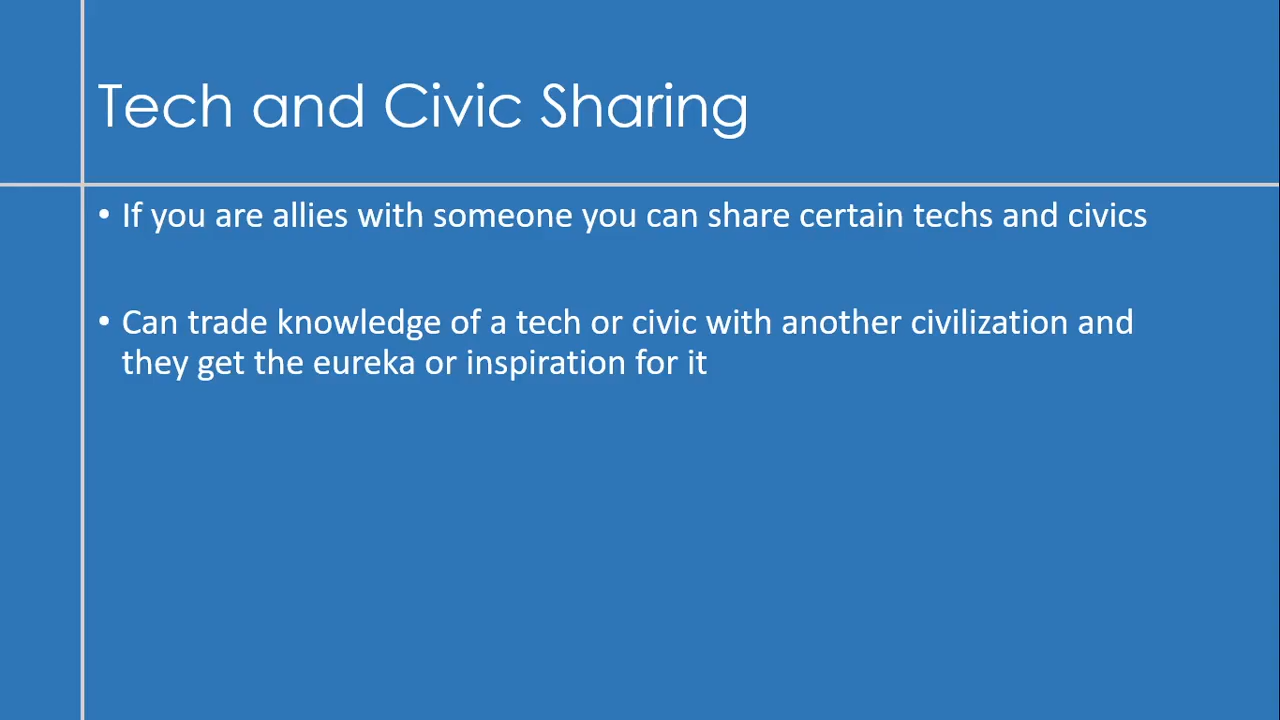 Tech and Civic Sharing
• If you are allies with someone you can share certain techs and civics
• Can trade knowledge of a tech or civic with another civilization and
they get the eureka or inspiration for it